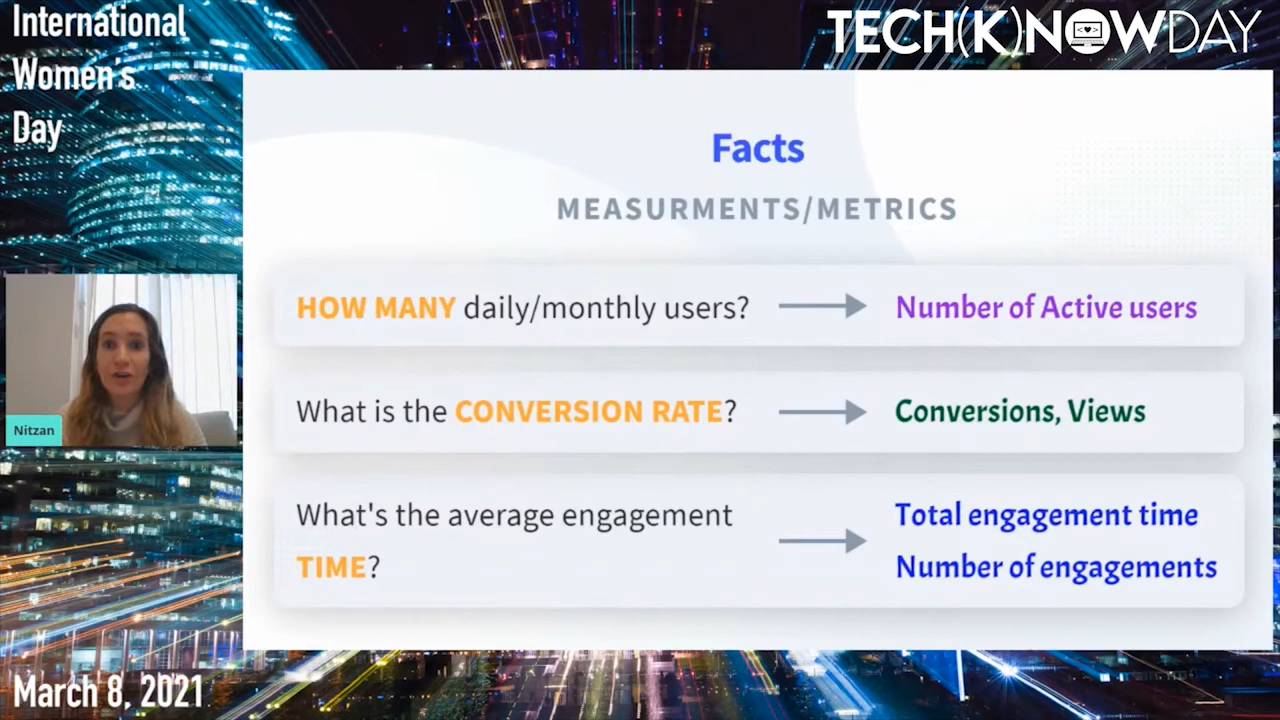 International
Women's
Day
TECH(K)NOWDAY
Facts
MEASURMENTS/METRICS
HOW MANY daily/monthly users?
Number of Active users
What is the CONVERSION RATE?
Conversions, Views
What's the average engagement
TIME?
Total engagement time
Number of engagements
Nitzan
March 8, 2021